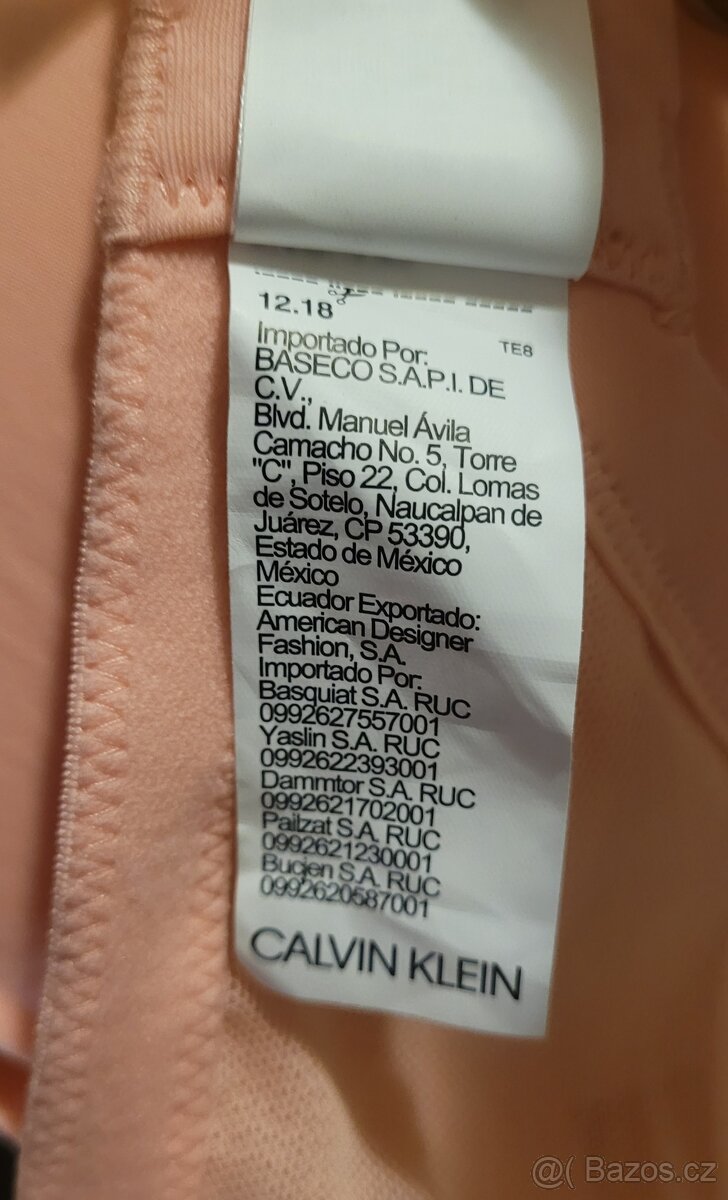 12.18
TE8
Importado Por:
BASECO S.A.P.I. DE
C.V.,
Blvd. Manuel Ávila
Camacho No. 5, Torre
"C", Piso 22, Col. Lomas
de Sotelo, Naucalpan de
Juárez, CP 53390,
Estado de México
México
Ecuador Exportado:
American Designer
Fashion, S.A.
Importado Por:
Basquiat S.A. RUC
0992627557001
Yaslin S.A. RUC
0992622393001
Dammtor S.A. RUC
0992621702001
Pailzat S.A. RUC
0992621230001
Bucjen S.A. RUC
0992620587001
CALVIN KLEIN
@( Bazos.cz